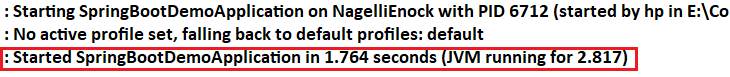 : Starting SpringBootDemoApplication on NagelliEnock with PID 6712 (started by hp in E:\Co
: No active profile set, falling back to default profiles: default
: Started SpringBootDemoApplication in 1.764 seconds (JVM running for 2.817)